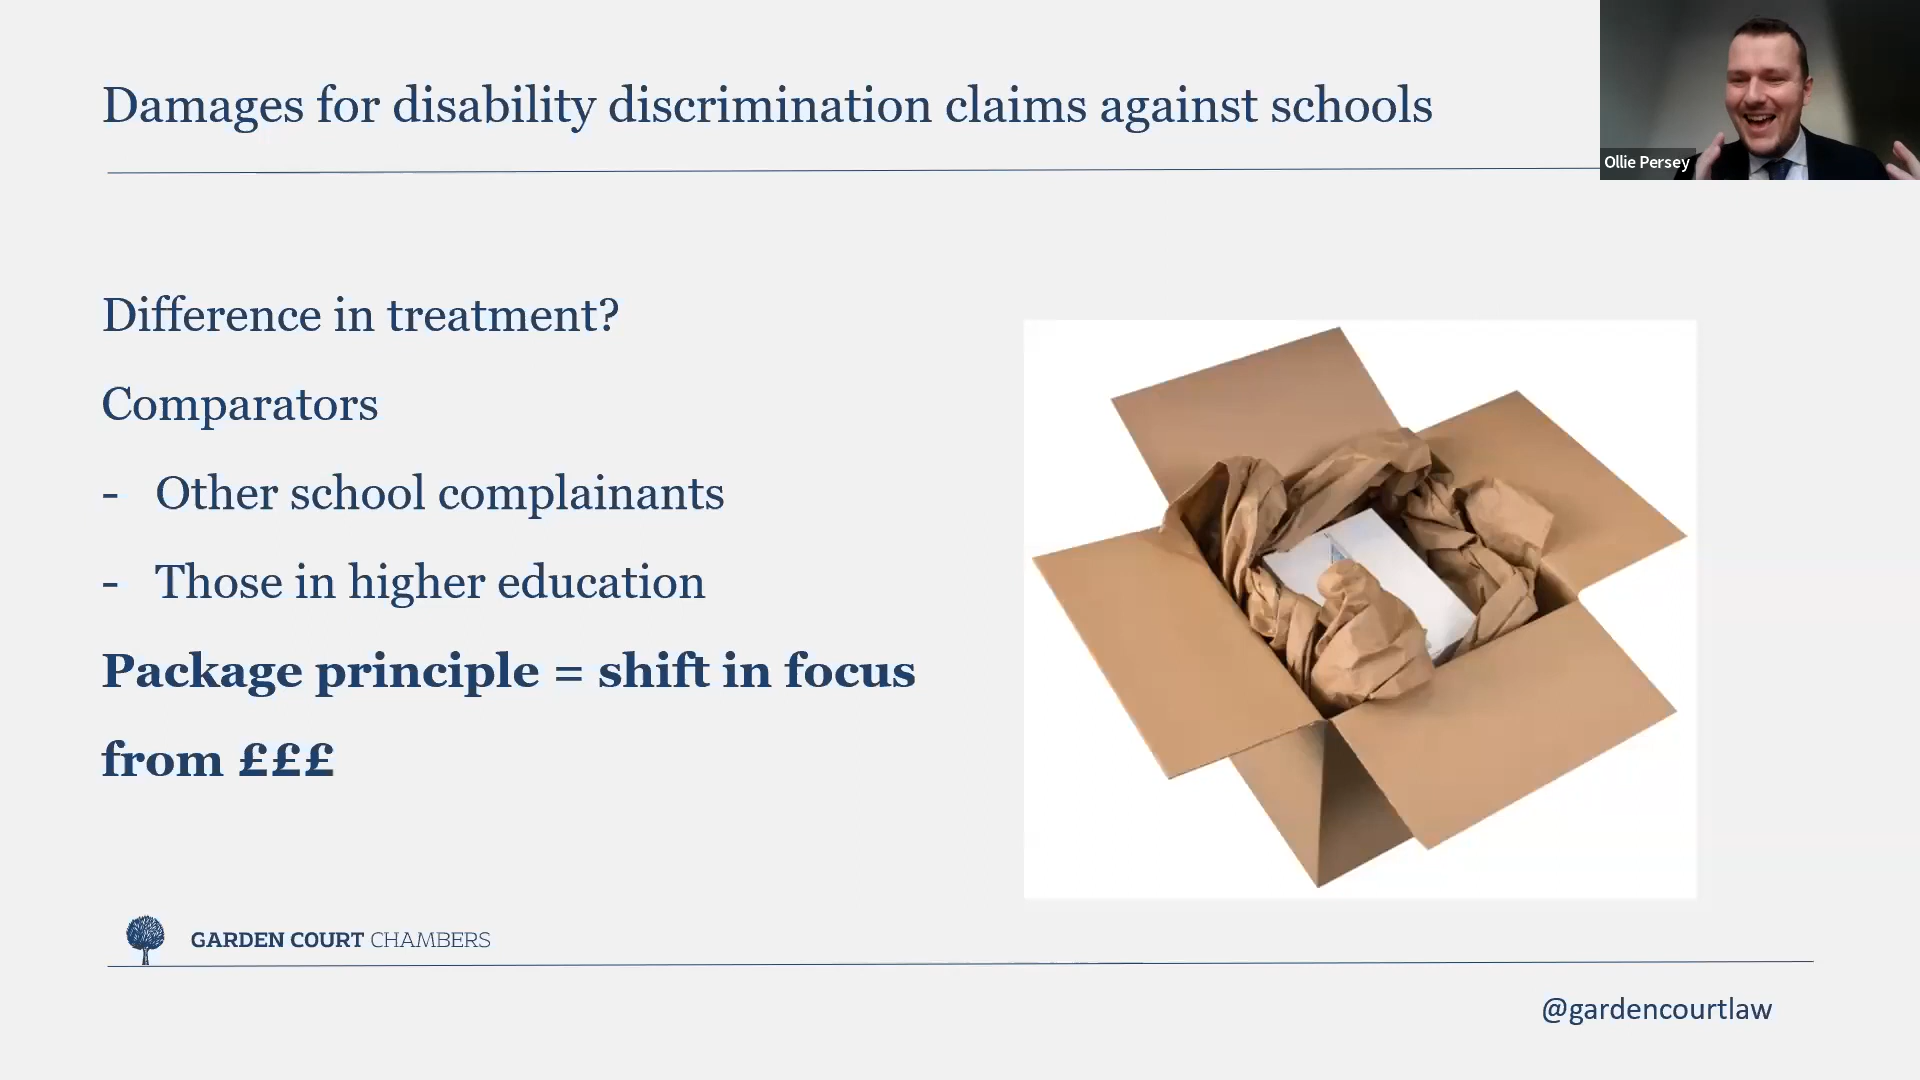 Damages for disability discrimination claims against schools
Ollie Persey
Difference in treatment?
Comparators
- Other school complainants
- Those in higher education
Package principle = shift in focus
from £££
GARDEN COURT CHAMBERS
@gardencourtlaw